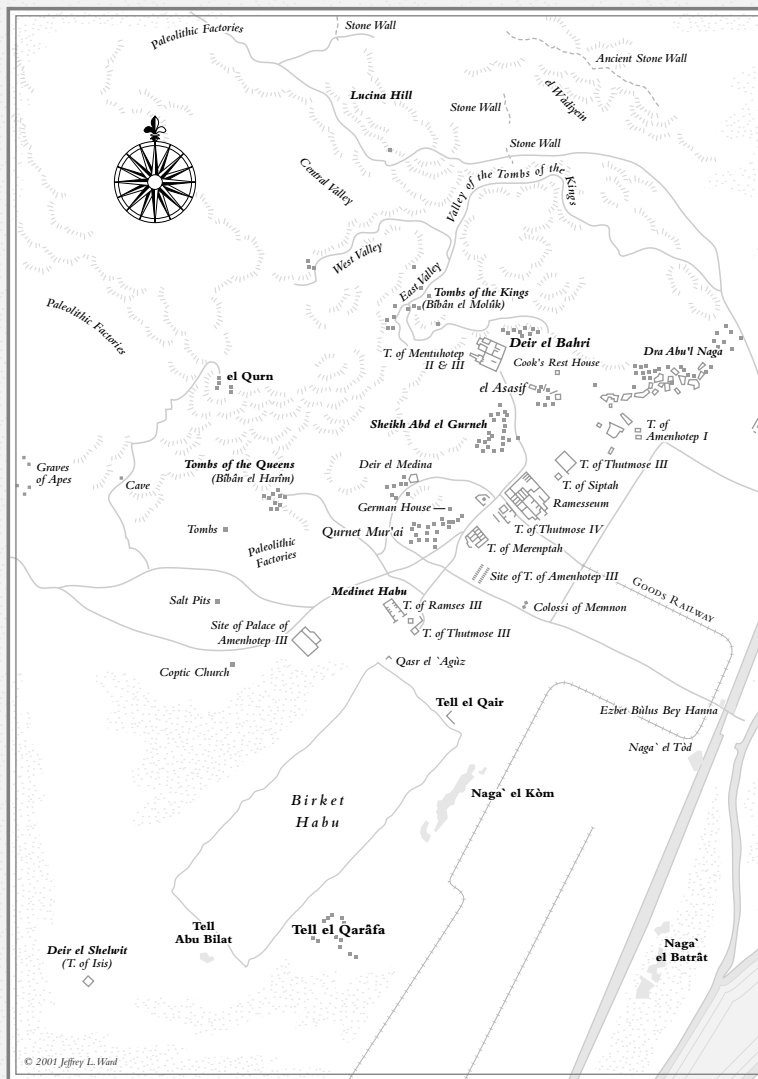 Paleolithic Factories
Stone Wall
Ancient Stone Wall
el Wâdiyein
Lucina Hill
Stone Wall
Stone Wall
Central Valley
Valley of the Tombs of the Kings
West Valley
East Valley
Tombs of the Kings
(Bîbân el Molûk)
Paleolithic Factories
Deir el Bahri
T. of Mentuhotep
II & III
Cook's Rest House
Dra Abu'l Naga
el Qurn
el Asasif
Sheikh Abd el Gurneh
T. of
Amenhotep I
Graves
of Apes
Cave
Tombs of the Queens
(Bîbân el Harîm)
Deir el Medina
T. of Thutmose III
T. of Siptah
German House
Ramesseum
Tombs
Qurnet Mur'ai
T. of Thutmose IV
Paleolithic
Factories
T. of Merenptah
Site of T. of Amenhotep III
Goods Railway
Medinet Habu
Salt Pits
T. of Ramses III
Colossi of Memnon
Site of Palace of
Amenhotep III
T. of Thutmose III
Coptic Church
Qasr el `Agùz
Tell el Qair
Ezbet Bùlus Bey Hanna
Naga` el Tòd
Birket
Habu
Naga` el Kòm
Tell
Abu Bilat
Tell el Qarâfa
Deir el Shelwit
(T. of Isis)
Naga`
el Batrât
© 2001 Jeffrey L. Ward